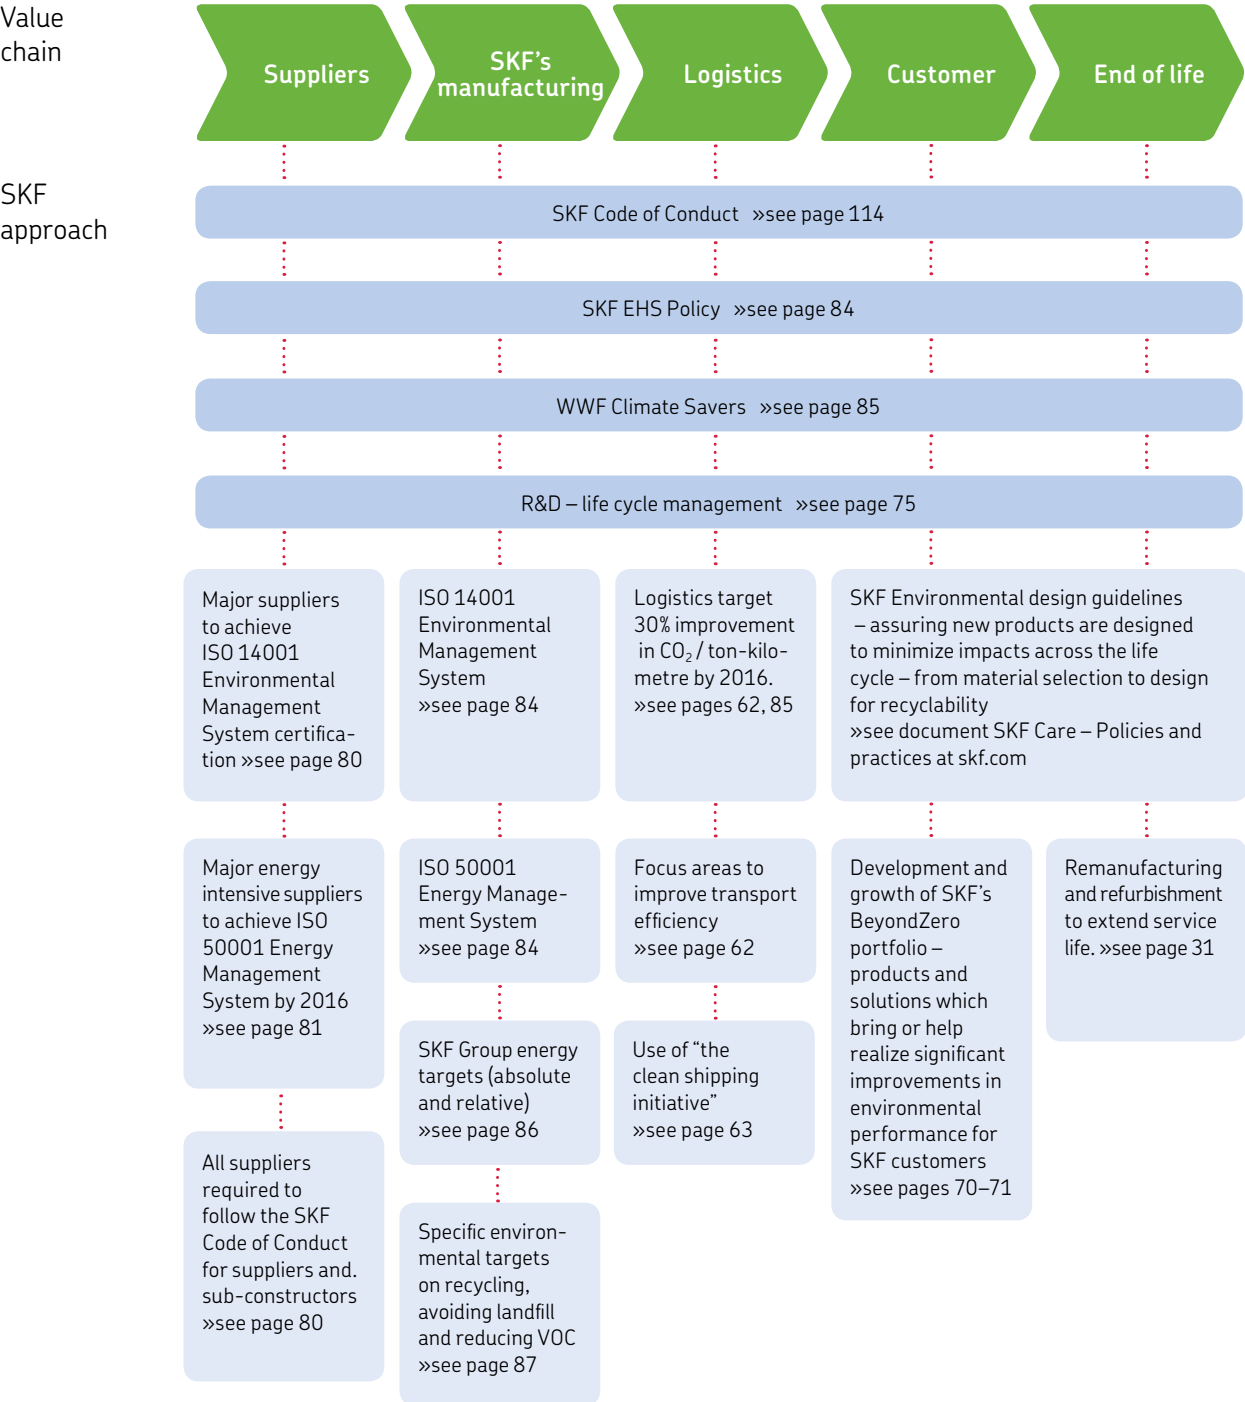 Value
chain
Suppliers
SKF's
manufacturing
Logistics
Customer
End of life
SKF
approach
SKF Code of Conduct »see page 114
SKF EHS Policy »see page 84
WWF Climate Savers »see page 85
R&D – life cycle management »see page 75
Major suppliers
to achieve
ISO 14001
Environmental
Management
System certifica-
tion »see page 80
ISO 14001
Environmental
Management
System
»see page 84
Logistics target
30% improvement
in CO₂ / ton-kilo-
metre by 2016.
»see pages 62, 85
SKF Environmental design guidelines
– assuring new products are designed
to minimize impacts across the life
cycle – from material selection to design
for recyclability
»see document SKF Care – Policies and
practices at skf.com
Major energy
intensive suppliers
to achieve ISO
50001 Energy
Management
System by 2016
»see page 81
ISO 50001
Energy Manage-
ment System
»see page 84
Focus areas to
improve transport
efficiency
»see page 62
Development and
growth of SKF's
BeyondZero
portfolio –
products and
solutions which
bring or help
realize significant
improvements in
environmental
performance for
SKF customers
»see pages 70–71
Remanufacturing
and refurbishment
to extend service
life. »see page 31
SKF Group energy
targets (absolute
and relative)
»see page 86
Use of “the
clean shipping
initiative”
»see page 63
All suppliers
required to
follow the SKF
Code of Conduct
for suppliers and.
sub-constructors
»see page 80
Specific environ-
mental targets
on recycling,
avoiding landfill
and reducing VOC
»see page 87